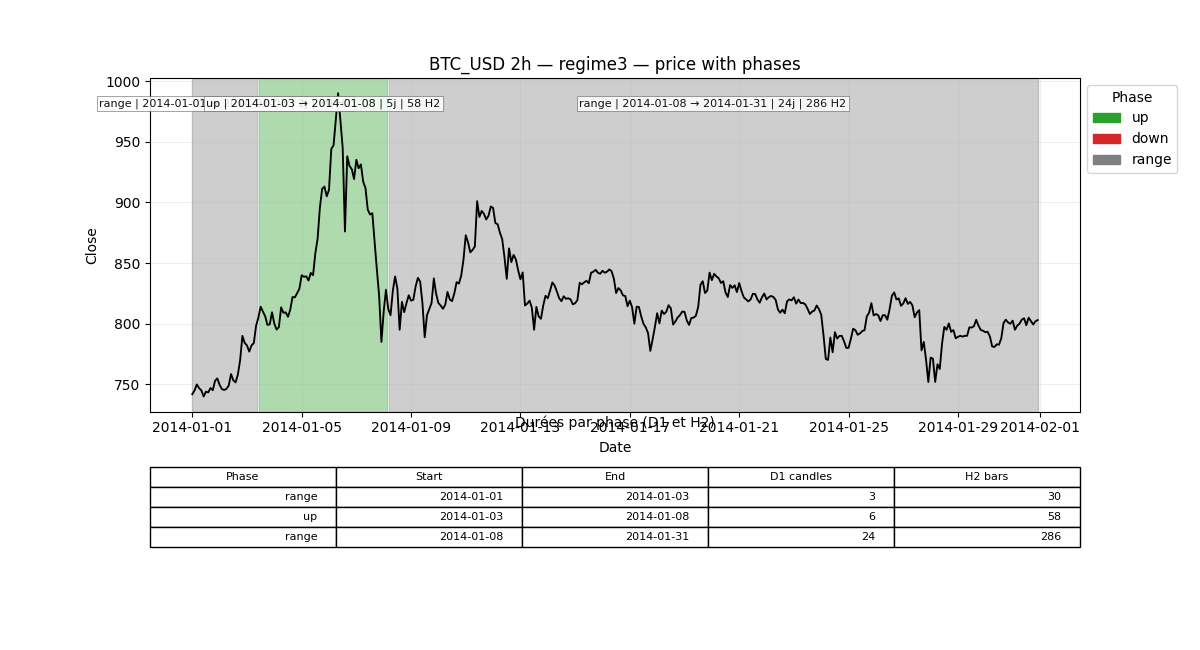 BTC_USD 2h — regime3 — price with phases
range | 2014-01-01
up | 2014-01-03 → 2014-01-08 | 5j | 58 H2
range | 2014-01-08 → 2014-01-31 | 24j | 286 H2
Phase
up
down
range
Close
1000
950
900
850
800
750
2014-01-01 2014-01-05 2014-01-09 2014-01-13 2014-01-17 2014-01-21 2014-01-25 2014-01-29 2014-02-01
Durées par phase (D1 et H2)
Date
Phase Start End D1 candles H2 bars
range 2014-01-01 2014-01-03 3 30
up 2014-01-03 2014-01-08 6 58
range 2014-01-08 2014-01-31 24 286